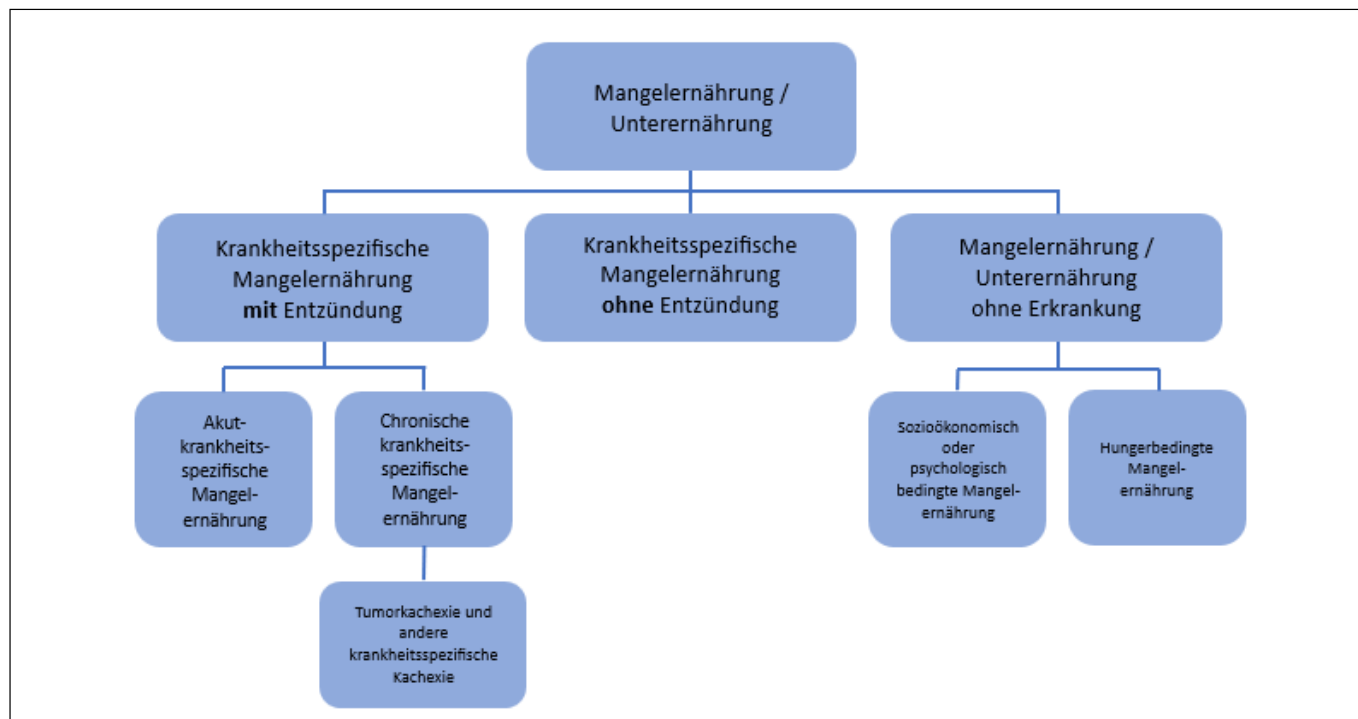 Mangelernährung /
Unterernährung
Krankheitsspezifische
Mangelernährung
mit Entzündung
Krankheitsspezifische
Mangelernährung
ohne Entzündung
Mangelernährung /
Unterernährung
ohne Erkrankung
Akut-
krankheits-
spezifische
Mangel-
ernährung
Chronische
krankheits-
spezifische
Mangel-
ernährung
Sozioökonomisch
oder
psychologisch
bedingte Mangel-
ernährung
Hungerbedingte
Mangel-
ernährung
Tumorkachexie und
andere
krankheitsspezifische
Kachexie